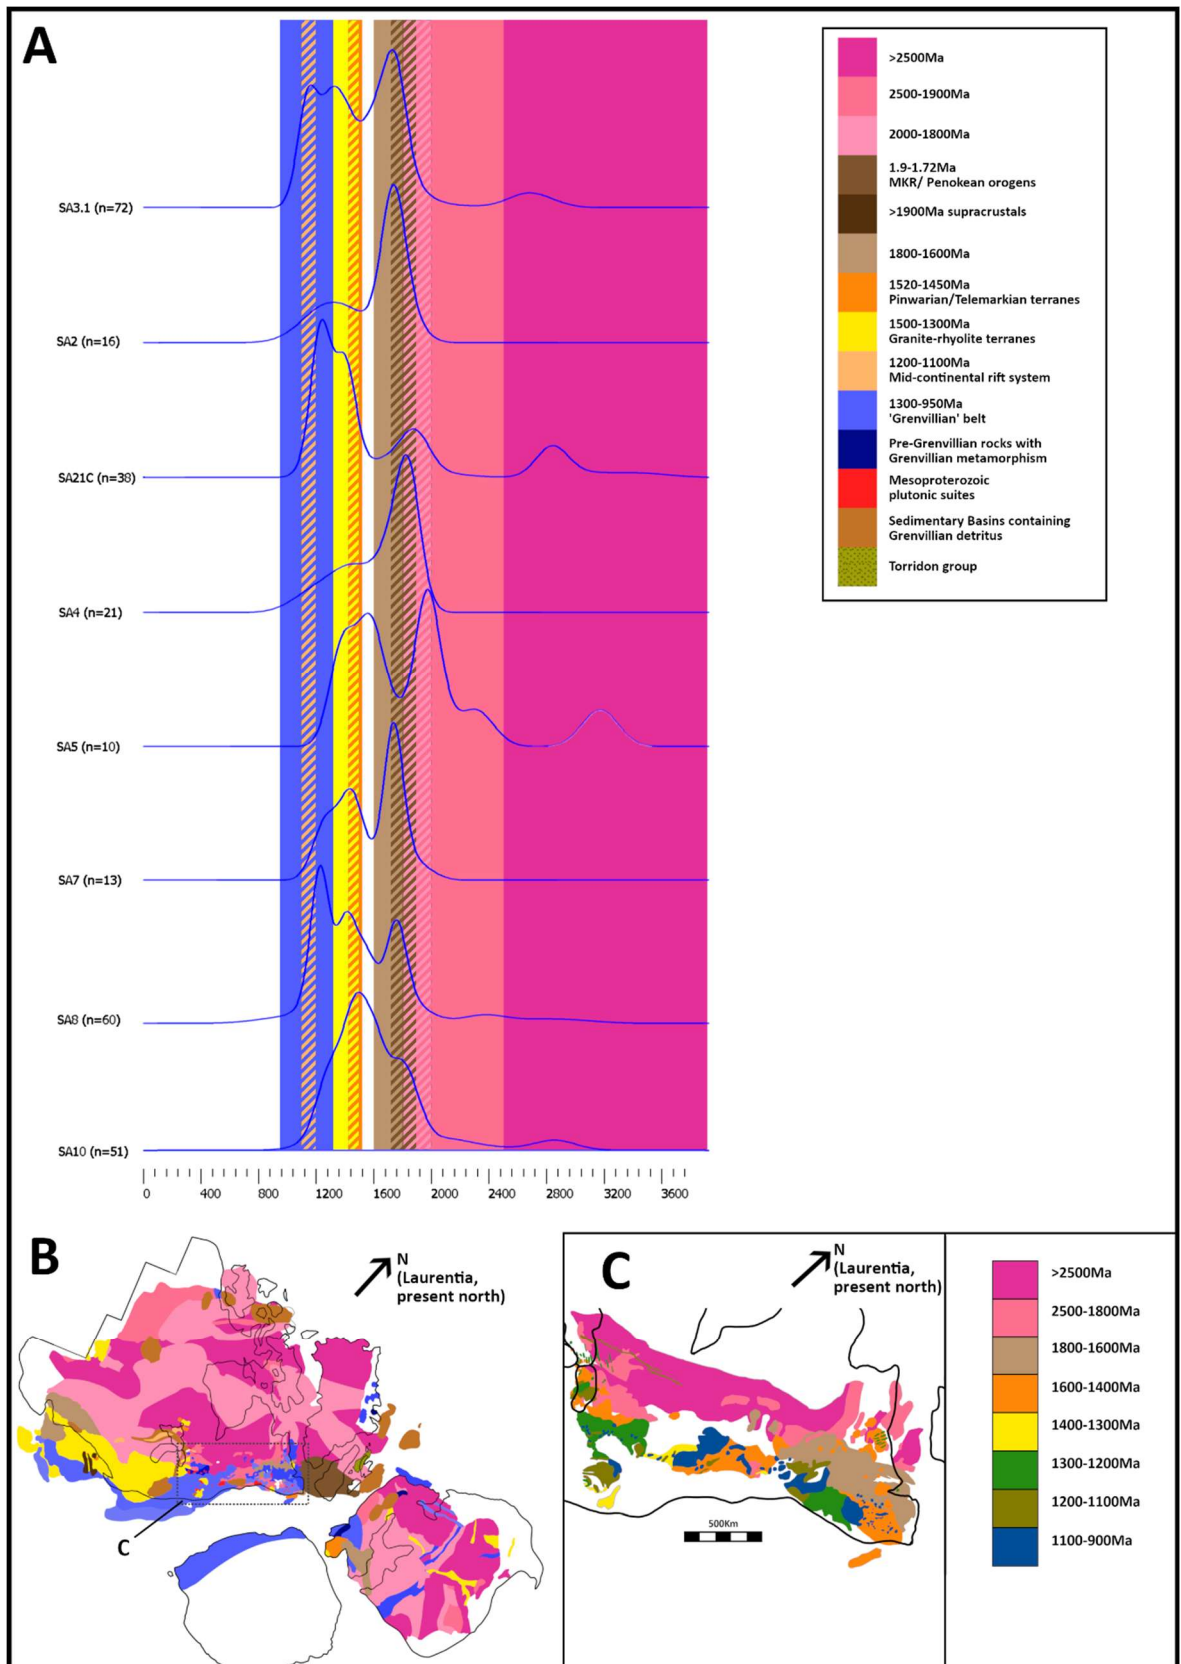 A
>2500Ma
2500-1900Ma
2000-1800Ma
1.9-1.72Ma
MKR/ Penokean orogens
>1900Ma supracrustals
1800-1600Ma
1520-1450Ma
Pinwarian/Telemarkian terranes
1500-1300Ma
Granite-rhyolite terranes
1200-1100Ma
Mid-continental rift system
1300-950Ma
'Grenvillian' belt
Pre-Grenvillian rocks with
Grenvillian metamorphism
Mesoproterozoic
plutonic suites
Sedimentary Basins containing
Grenvillian detritus
Torridon group
SA3.1 (n=72)
SA2 (n=16)
SA21C (n=38)
SA4 (n=21)
SA5 (n=10)
SA7 (n=13)
SA8 (n=60)
SA10 (n=51)
0 400 800 1200 1600 2000 2400 2800 3200 3600
B
N
(Laurentia,
present north)
C
C
N
(Laurentia,
present north)
500Km
>2500Ma
2500-1800Ma
1800-1600Ma
1600-1400Ma
1400-1300Ma
1300-1200Ma
1200-1100Ma
1100-900Ma